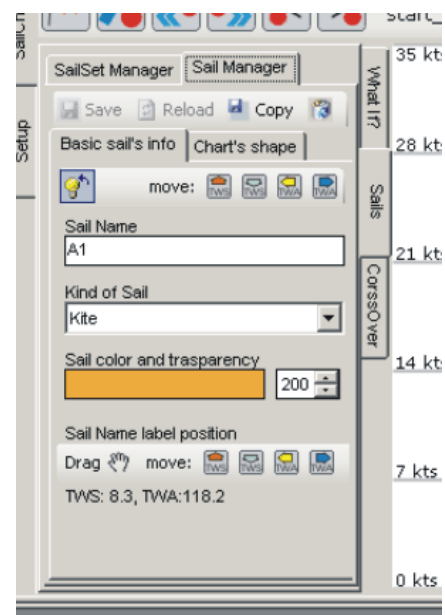 start_
SailCh
Setup
SailSet Manager
Sail Manager
Save Reload Copy
Basic sail's info
Chart's shape
move: TWS TWS TWA TWA
Sail Name
A1
Kind of Sail
Kite
Sail color and trasparency
200
Sail Name label position
Drag move: TWS TWS TWA TWA
TWS: 8.3, TWA:118.2
What If?
Sails
CorssOver
35 kts
28 kt
21 kt
14 kt
7 kts
0 kts